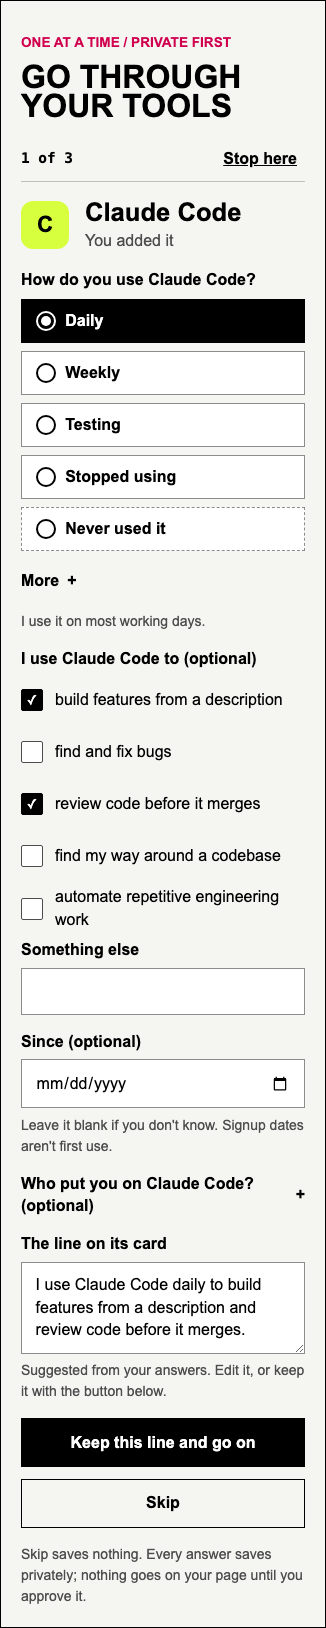 ONE AT A TIME / PRIVATE FIRST
GO THROUGH
YOUR TOOLS
1 of 3
Stop here
C
Claude Code
You added it
How do you use Claude Code?
Daily
Weekly
Testing
Stopped using
Never used it
More +
I use it on most working days.
I use Claude Code to (optional)
build features from a description
find and fix bugs
review code before it merges
find my way around a codebase
automate repetitive engineering
work
Something else
Since (optional)
mm/dd/yyyy
Leave it blank if you don't know. Signup dates
aren't first use.
Who put you on Claude Code?
(optional)
+
The line on its card
I use Claude Code daily to build
features from a description and
review code before it merges.
Suggested from your answers. Edit it, or keep
it with the button below.
Keep this line and go on
Skip
Skip saves nothing. Every answer saves
privately; nothing goes on your page until you
approve it.